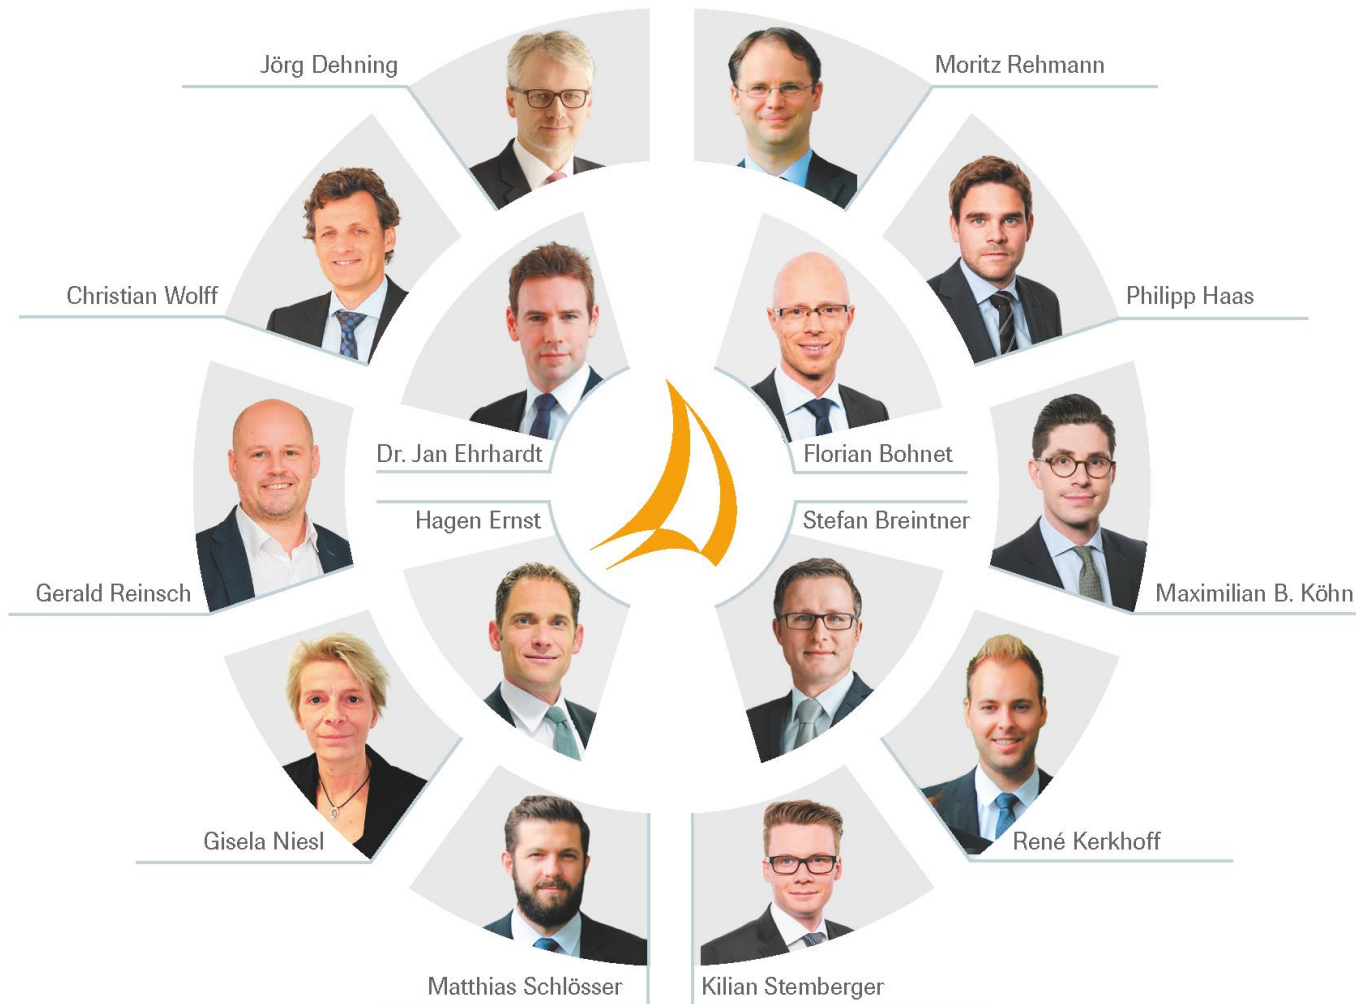 Jörg Dehning
Moritz Rehmann
Christian Wolff
Philipp Haas
Dr. Jan Ehrhardt
Florian Bohnet
Hagen Ernst
Stefan Breintner
Gerald Reinsch
Maximilian B. Köhn
Gisela Niesl
René Kerkhoff
Matthias Schlösser
Kilian Stemberger